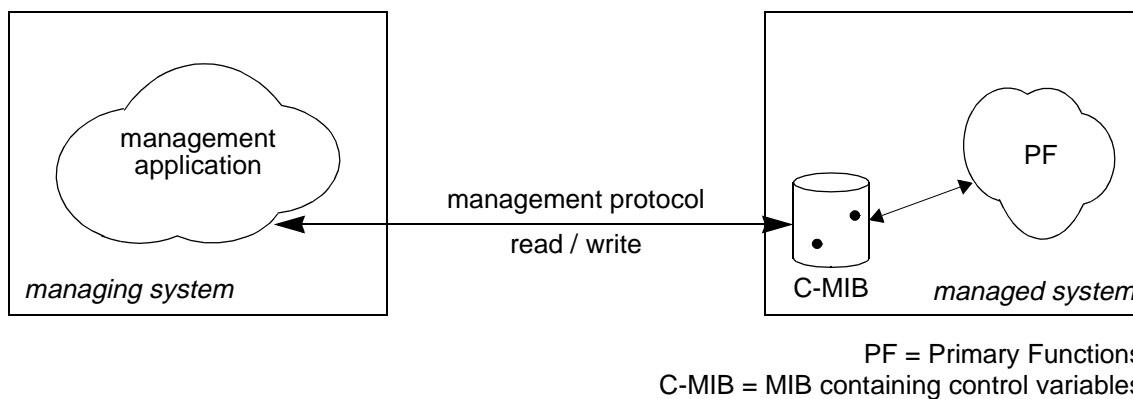 management
application
PF
management protocol
read / write
C-MIB
managing system
managed system
PF = Primary Functions
C-MIB = MIB containing control variables